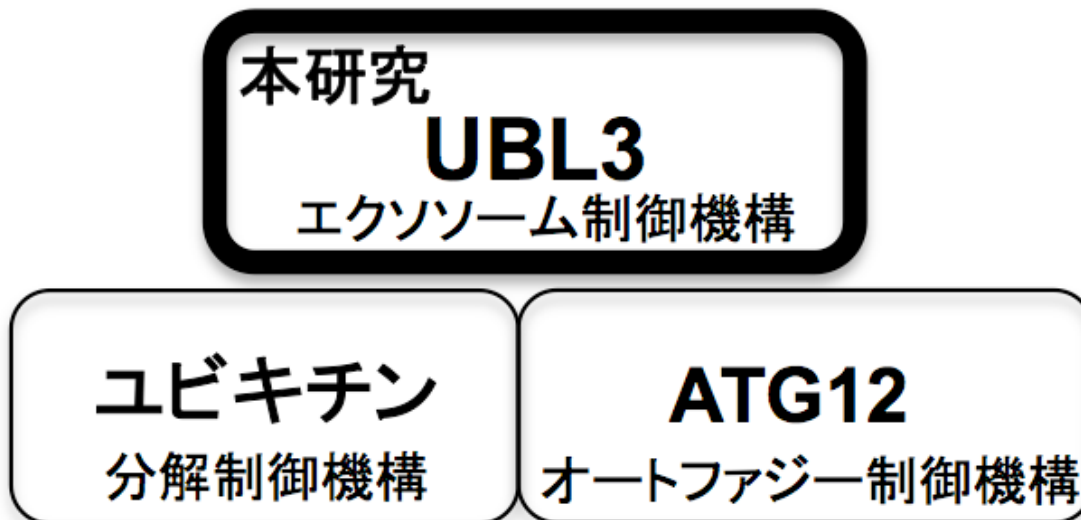 本研究
UBL3
エクソソーム制御機構
ユビキチン
分解制御機構
ATG12
オートファジー制御機構